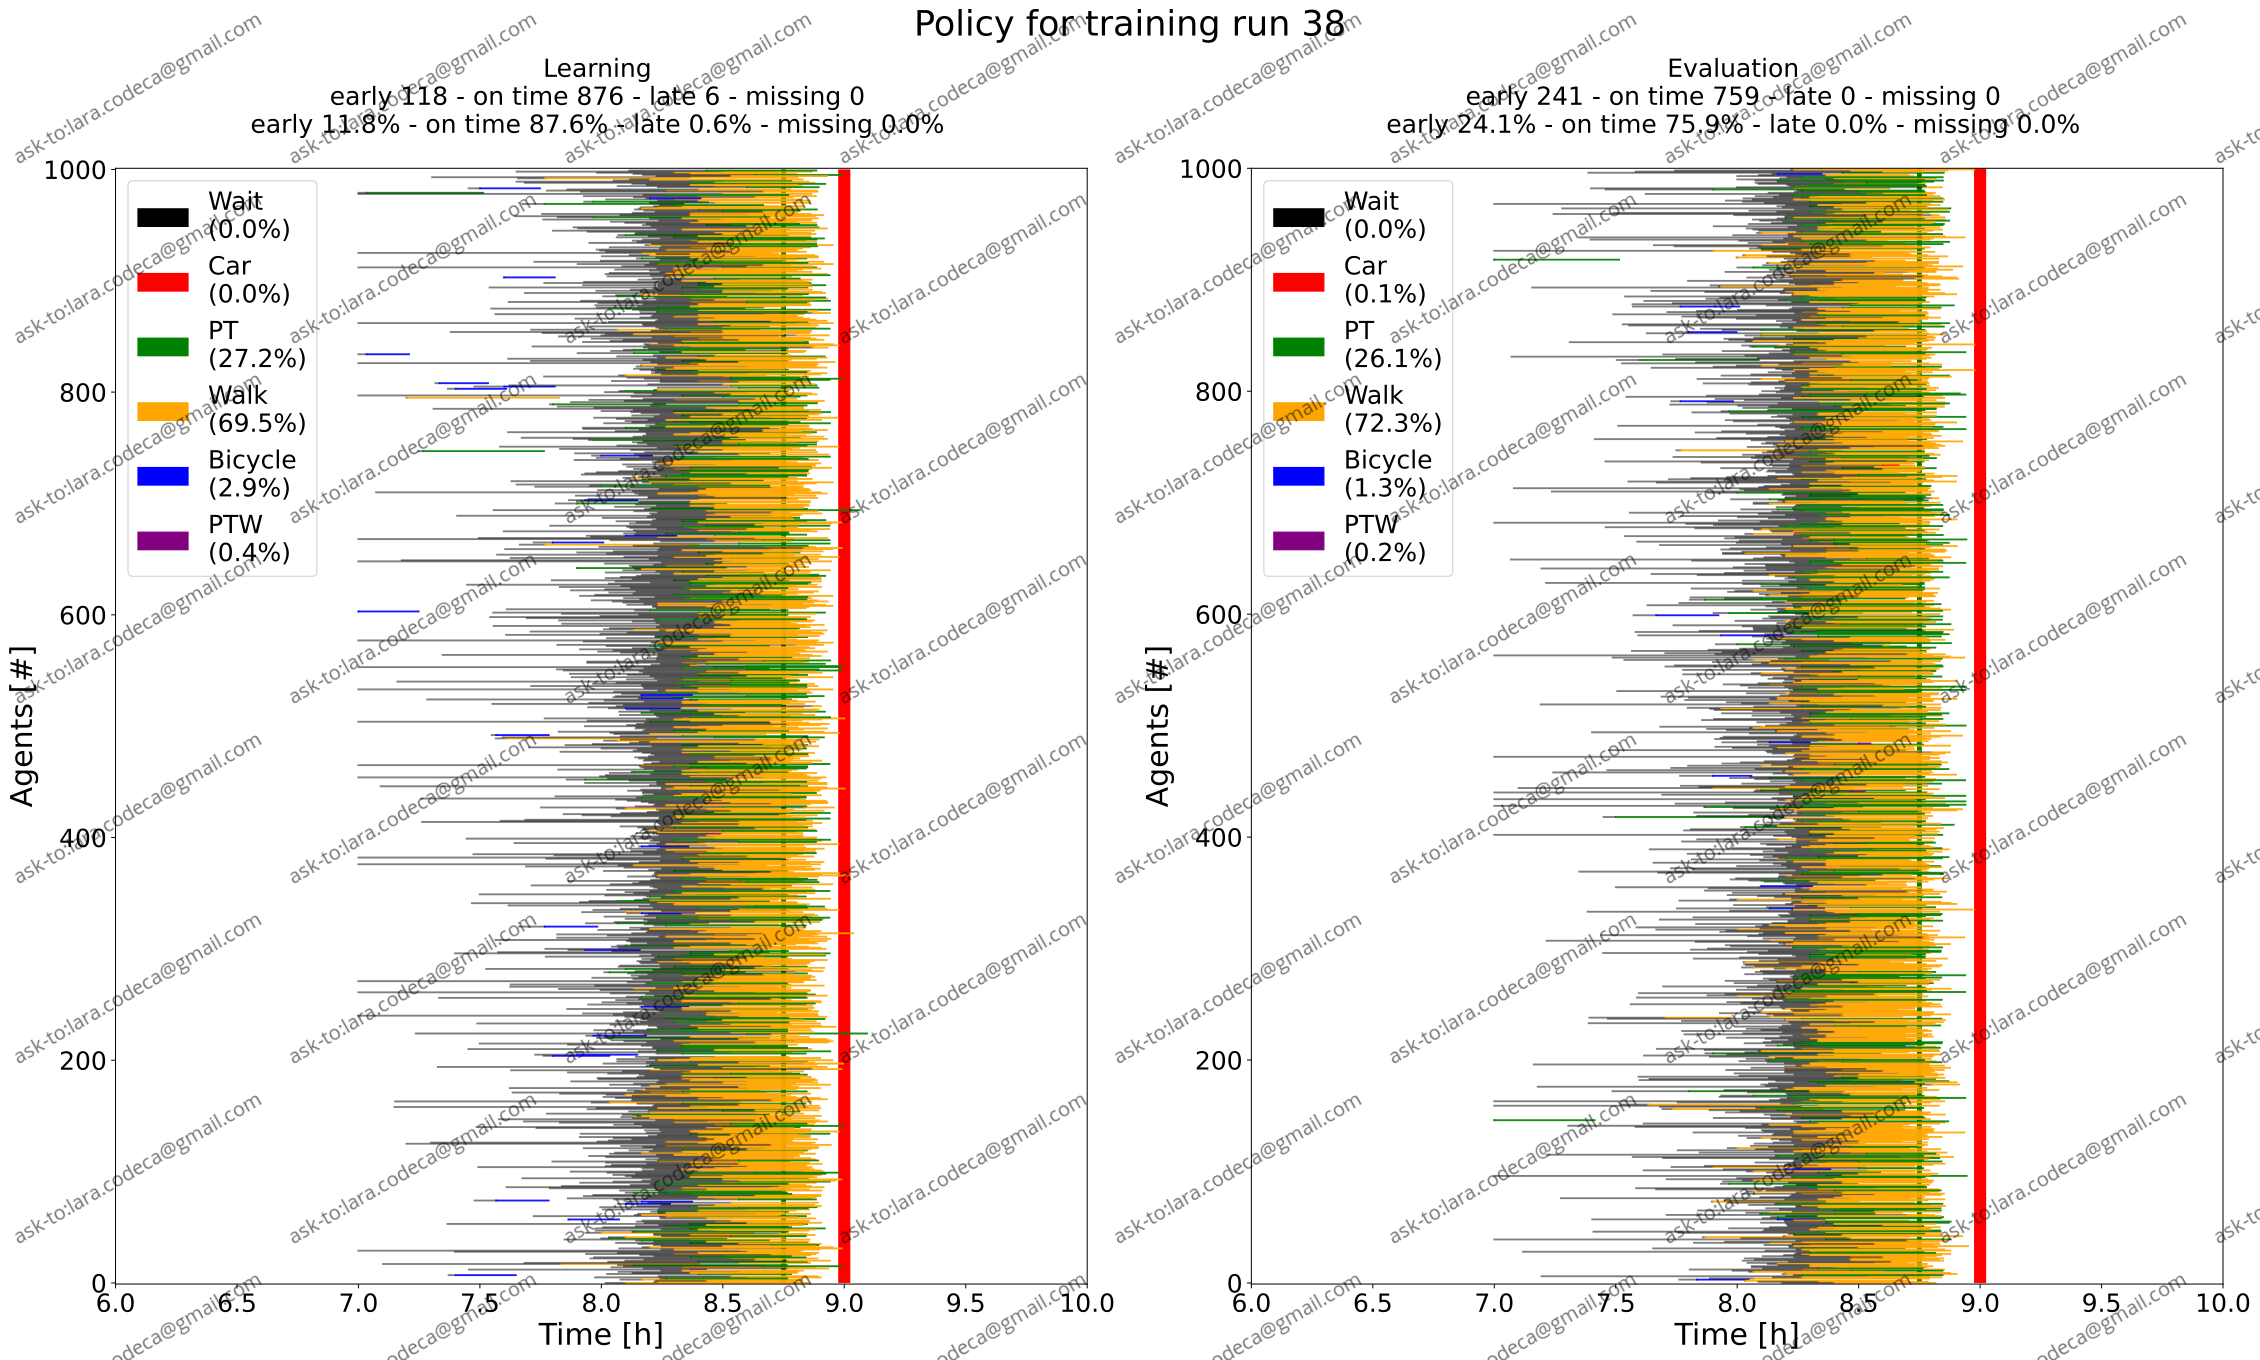 Policy for training run 38
Learning
early 118 - on time 876 - late 6 - missing 0
early 11.8% - on time 87.6% - late 0.6% - missing 0.0%
Agents [#]
1000
800
600
400
200
0
Wait
(0.0%)
Car
(0.0%)
PT
(27.2%)
Walk
(69.5%)
Bicycle
(2.9%)
PTW
(0.4%)
6.0 6.5 7.0 7.5 8.0 8.5 9.0 9.5 10.0
Time [h]
Evaluation
early 241 - on time 759 - late 0 - missing 0
early 24.1% - on time 75.9% - late 0.0% - missing 0.0%
Agents [#]
1000
800
600
400
200
0
Wait
(0.0%)
Car
(0.1%)
PT
(26.1%)
Walk
(72.3%)
Bicycle
(1.3%)
PTW
(0.2%)
6.0 6.5 7.0 7.5 8.0 8.5 9.0 9.5 10.0
Time [h]
ask-to:lara.codeca@gmail.com